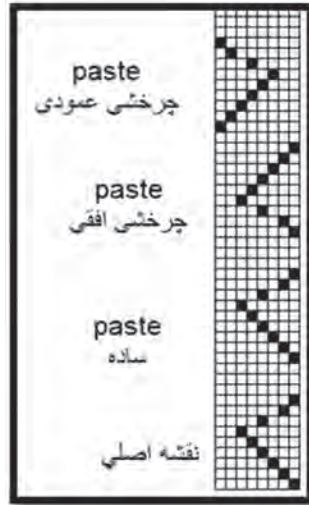 paste
چرخشی عمودی
paste
چرخشی افقی
paste
ساده
نقشه اصلی